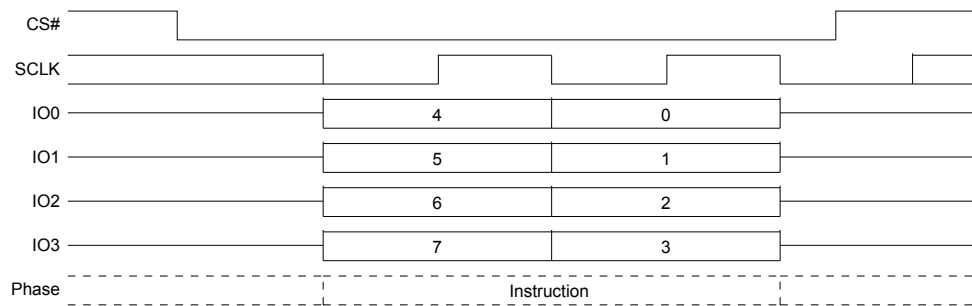 CS#
SCLK
IO0 4 0
IO1 5 1
IO2 6 2
IO3 7 3
Phase Instruction